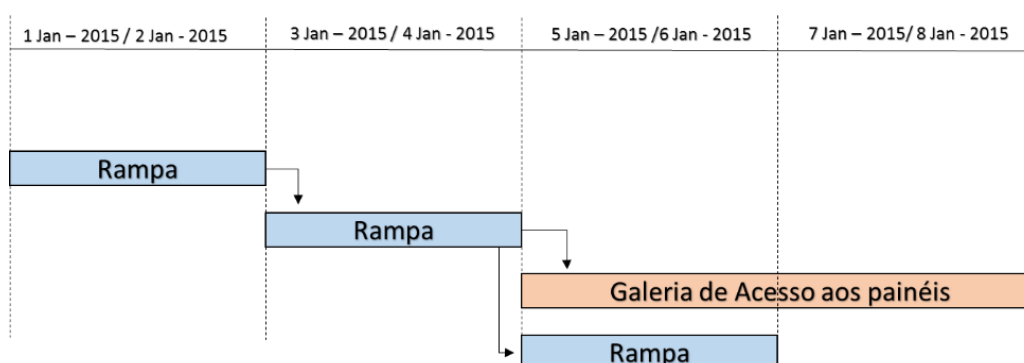 1 Jan – 2015 / 2 Jan - 2015
3 Jan – 2015 / 4 Jan - 2015
5 Jan – 2015 /6 Jan - 2015
7 Jan – 2015/ 8 Jan - 2015
Rampa
Rampa
Galeria de Acesso aos painéis
Rampa